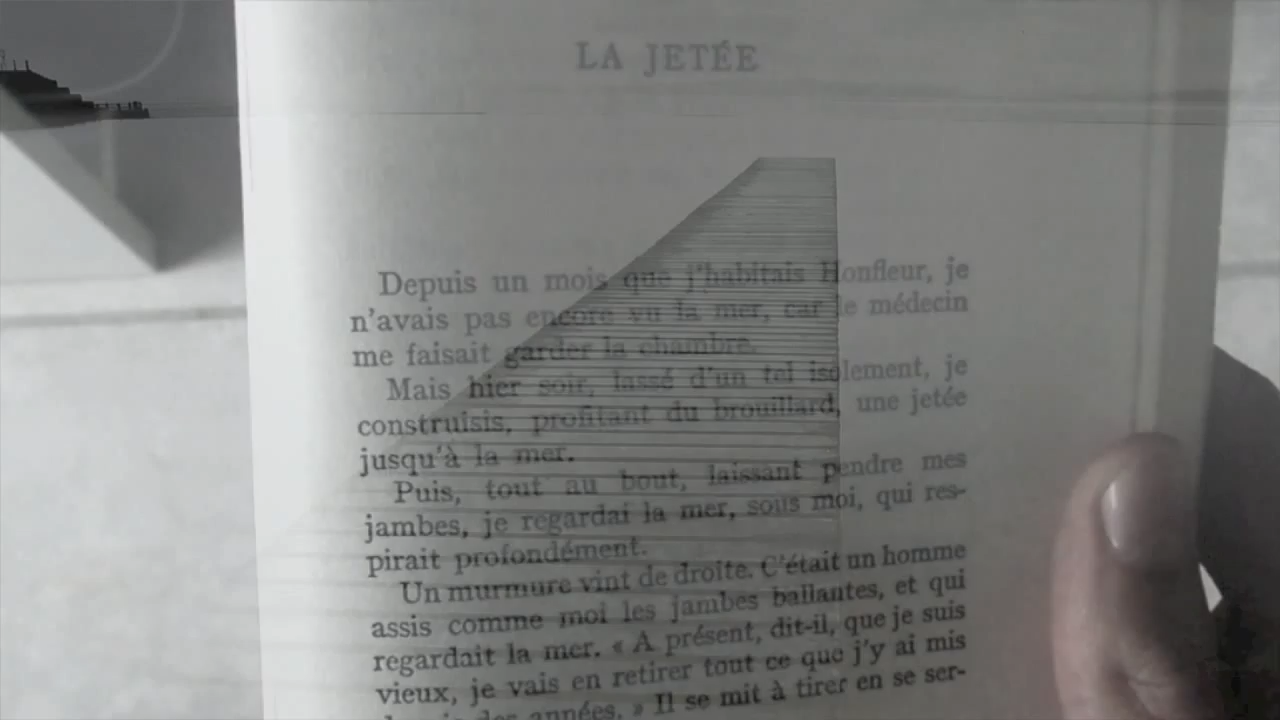 LA JETÉE
Depuis un mois que j'habitais Honfleur, je
n'avais pas encore vu la mer, car le médecin
me faisait garder la chambre.
Mais hier soir, lassé d'un tel isolement, je
construisis, profitant du brouillard, une jetée
jusqu'à la mer.
Puis, tout au bout, laissant pendre mes
jambes, je regardai la mer, sous moi, qui res-
pirait profondément.
Un murmure vint de droite. C'était un homme
assis comme moi les jambes ballantes, et qui
regardait la mer. « A présent, dit-il, que je suis
vieux, je vais en retirer tout ce que j'y ai mis
des années. » Il se mit à tirer en se ser-